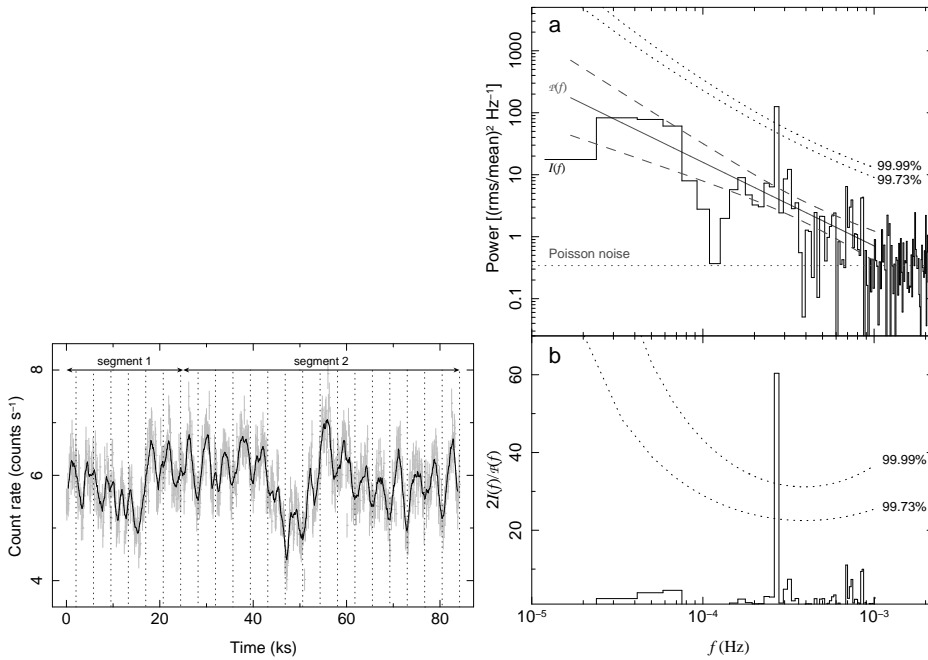 segment 1 segment 2
8
6
4
Count rate (counts s⁻¹)
0 20 40 60 80
Time (ks)
a
1000
100
10
1
0.1
Power [(rms/mean)² Hz⁻¹]
𝒫(f)
I(f)
99.99%
99.73%
Poisson noise
b
60
40
20
2I(f)/𝒫(f)
99.99%
99.73%
10⁻⁵ 10⁻⁴ 10⁻³
f (Hz)